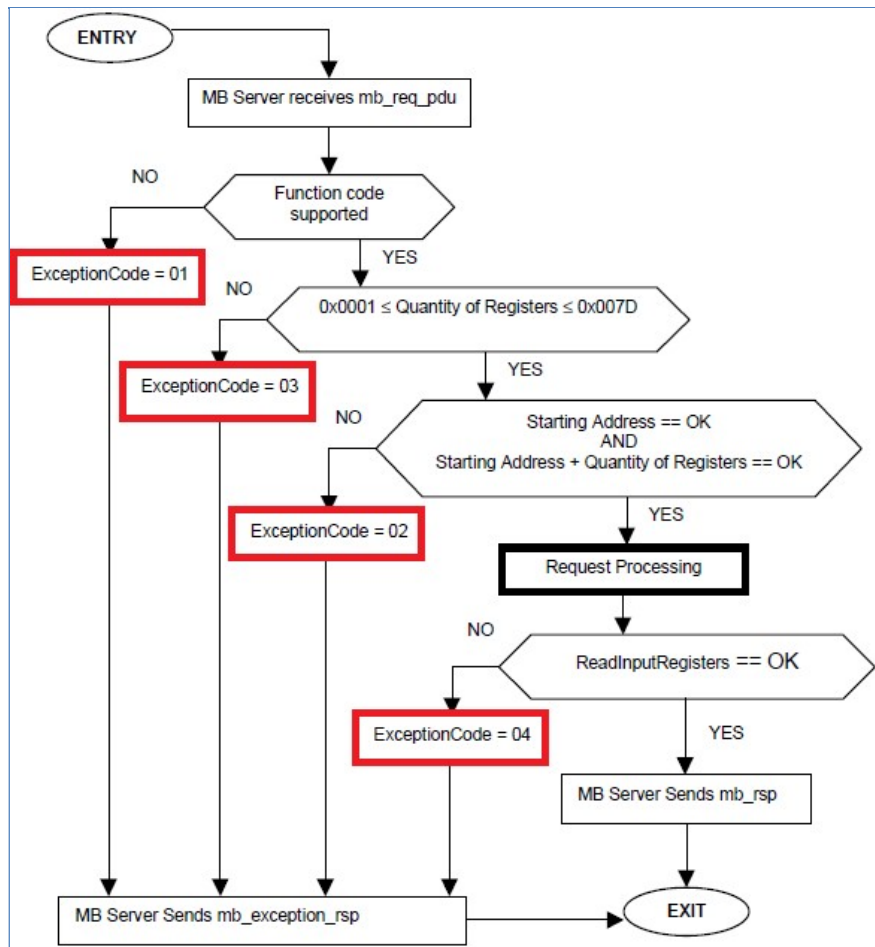 ENTRY
MB Server receives mb_req_pdu
NO
Function code
supported
YES
ExceptionCode = 01
NO
0x0001 ≤ Quantity of Registers ≤ 0x007D
YES
ExceptionCode = 03
NO
Starting Address == OK
AND
Starting Address + Quantity of Registers == OK
YES
ExceptionCode = 02
Request Processing
NO
ReadInputRegisters == OK
YES
ExceptionCode = 04
MB Server Sends mb_rsp
MB Server Sends mb_exception_rsp
EXIT